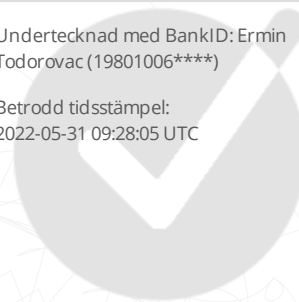 Undertecknad med BankID: Ermin
Todorovac (19801006****)
Betrodd tidsstämpel:
2022-05-31 09:28:05 UTC